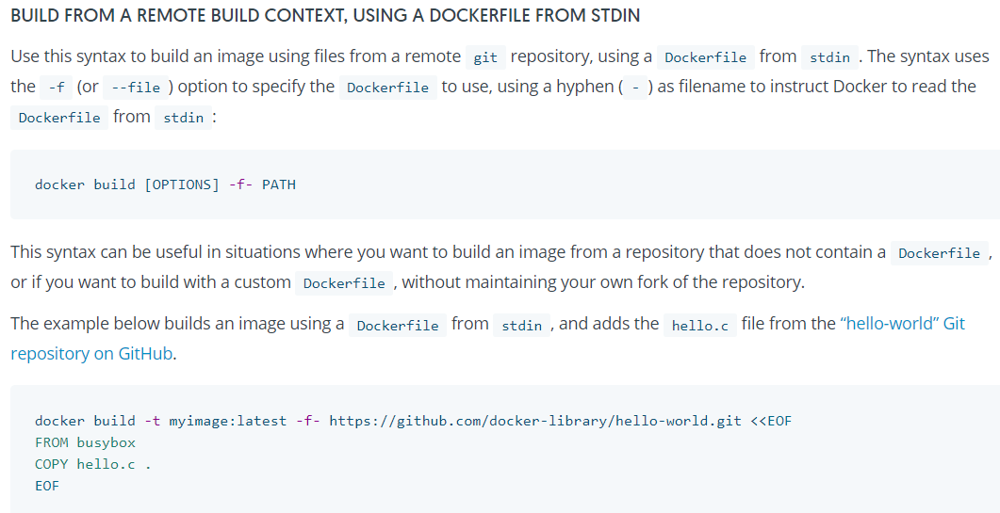 BUILD FROM A REMOTE BUILD CONTEXT, USING A DOCKERFILE FROM STDIN
Use this syntax to build an image using files from a remote git repository, using a Dockerfile from stdin . The syntax uses
the -f (or --file ) option to specify the Dockerfile to use, using a hyphen ( - ) as filename to instruct Docker to read the
Dockerfile from stdin :
docker build [OPTIONS] -f- PATH
This syntax can be useful in situations where you want to build an image from a repository that does not contain a Dockerfile ,
or if you want to build with a custom Dockerfile , without maintaining your own fork of the repository.
The example below builds an image using a Dockerfile from stdin , and adds the hello.c file from the “hello-world” Git
repository on GitHub.
docker build -t myimage:latest -f- https://github.com/docker-library/hello-world.git <<EOF
FROM busybox
COPY hello.c .
EOF